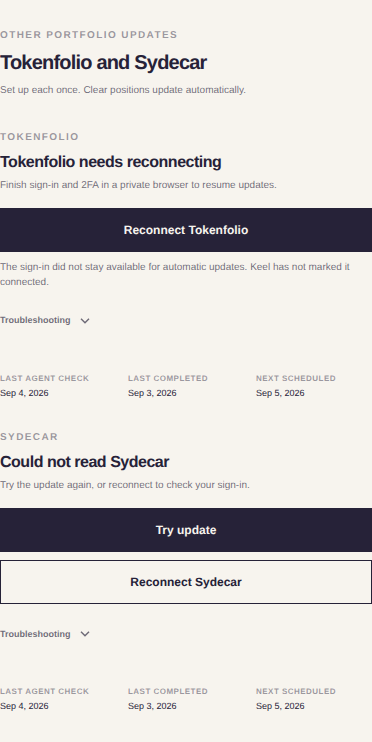 OTHER PORTFOLIO UPDATES
Tokenfolio and Sydecar
Set up each once. Clear positions update automatically.
TOKENFOLIO
Tokenfolio needs reconnecting
Finish sign-in and 2FA in a private browser to resume updates.
Reconnect Tokenfolio
The sign-in did not stay available for automatic updates. Keel has not marked it
connected.
Troubleshooting
LAST AGENT CHECK LAST COMPLETED NEXT SCHEDULED
Sep 4, 2026 Sep 3, 2026 Sep 5, 2026
SYDECAR
Could not read Sydecar
Try the update again, or reconnect to check your sign-in.
Try update
Reconnect Sydecar
Troubleshooting
LAST AGENT CHECK LAST COMPLETED NEXT SCHEDULED
Sep 4, 2026 Sep 3, 2026 Sep 5, 2026